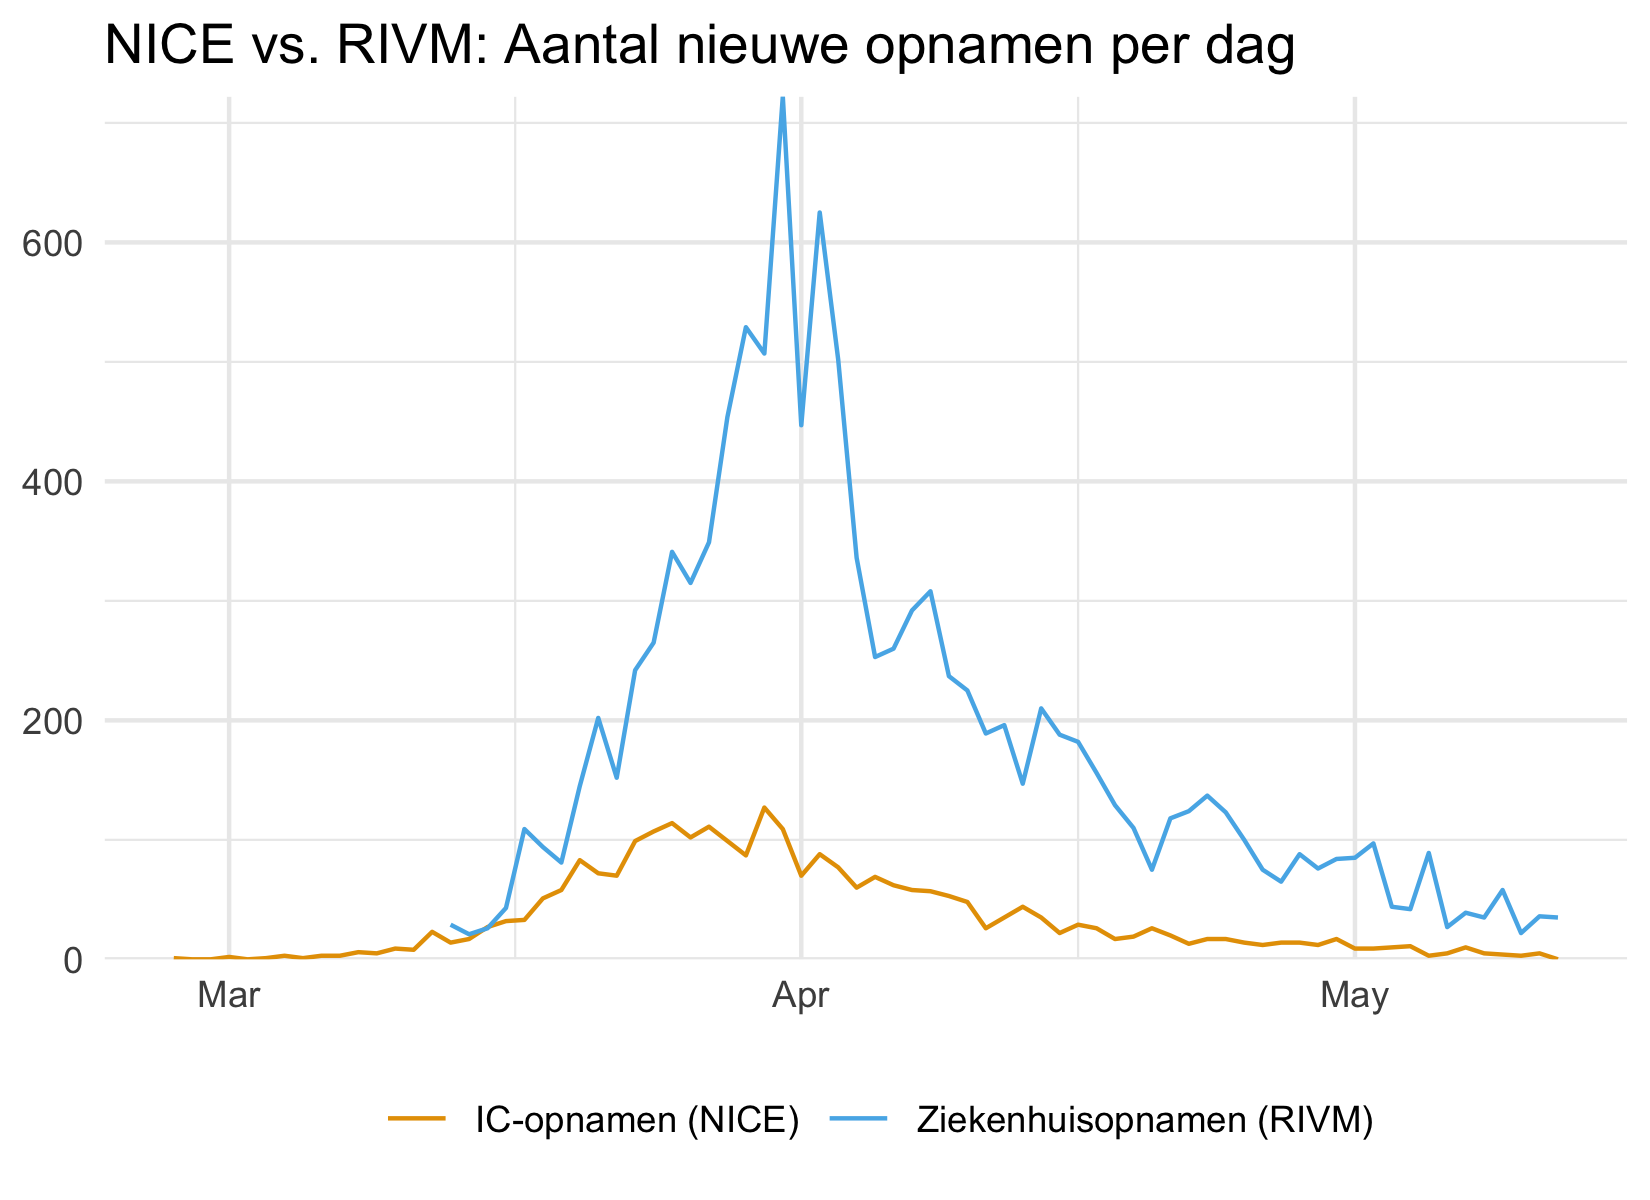 NICE vs. RIVM: Aantal nieuwe opnamen per dag
600
400
200
0
Mar Apr May
IC-opnamen (NICE) Ziekenhuisopnamen (RIVM)